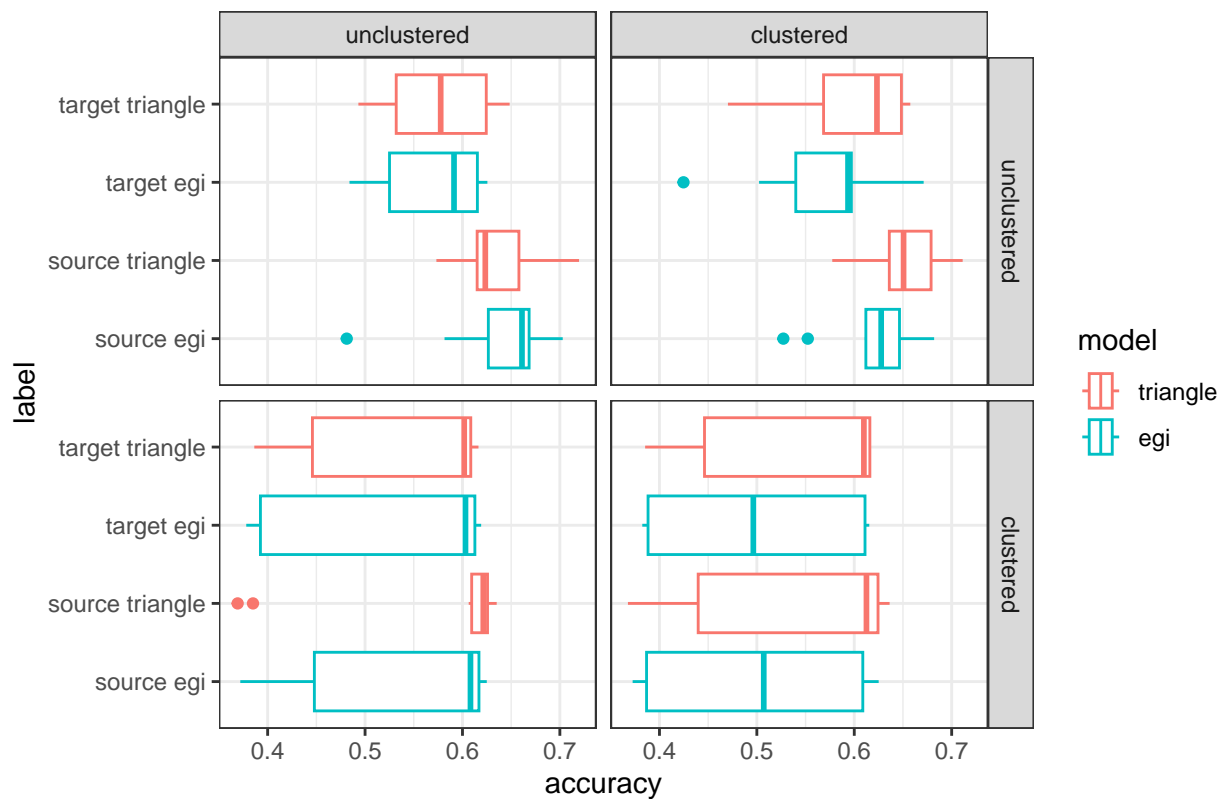 unclustered clustered
target triangle
target egi
source triangle
source egi
unclustered
target triangle
target egi
source triangle
source egi
clustered
0.4 0.5 0.6 0.7 0.4 0.5 0.6 0.7
accuracy
label
model
triangle
egi